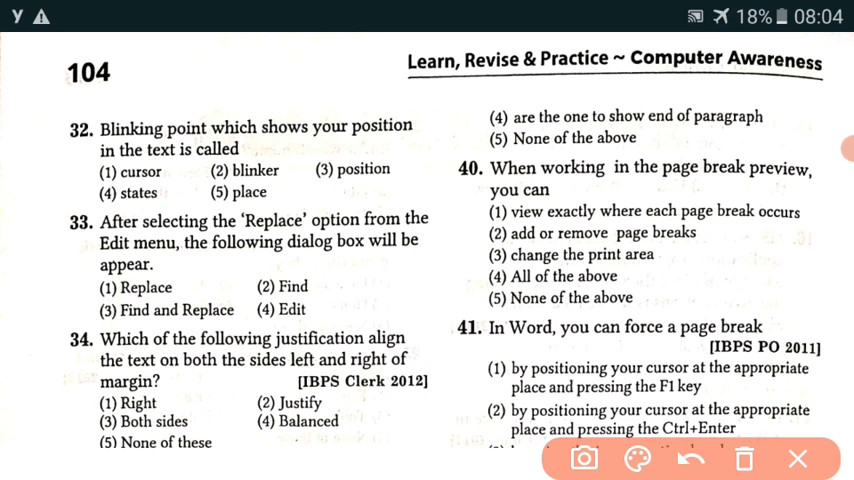 18% 08:04
104
Learn, Revise & Practice ~ Computer Awareness
32. Blinking point which shows your position
in the text is called
(1) cursor (2) blinker (3) position
(4) states (5) place
33. After selecting the ‘Replace’ option from the
Edit menu, the following dialog box will be
appear.
(1) Replace (2) Find
(3) Find and Replace (4) Edit
34. Which of the following justification align
the text on both the sides left and right of
margin? [IBPS Clerk 2012]
(1) Right (2) Justify
(3) Both sides (4) Balanced
(5) None of these
(4) are the one to show end of paragraph
(5) None of the above
40. When working in the page break preview,
you can
(1) view exactly where each page break occurs
(2) add or remove page breaks
(3) change the print area
(4) All of the above
(5) None of the above
41. In Word, you can force a page break
[IBPS PO 2011]
(1) by positioning your cursor at the appropriate
place and pressing the F1 key
(2) by positioning your cursor at the appropriate
place and pressing the Ctrl+Enter